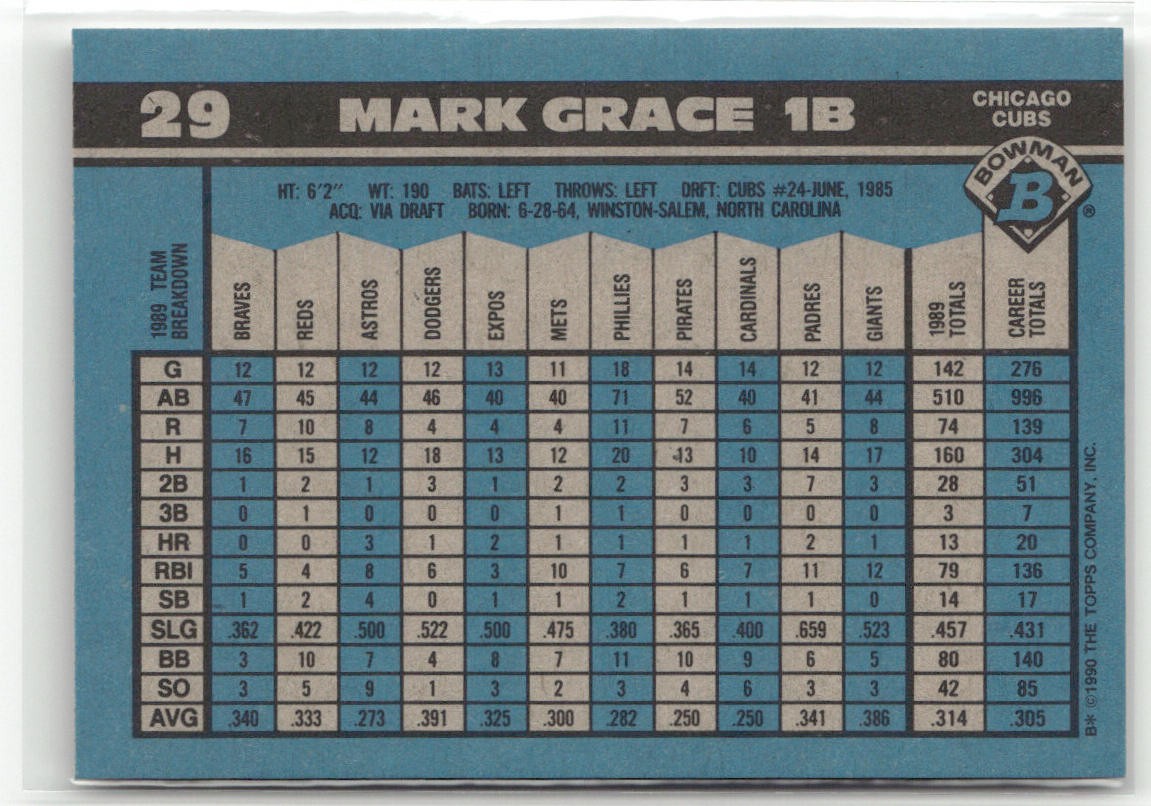 29 MARK GRACE 1B CHICAGO CUBS
BOWMAN
B
®
HT: 6'2" WT: 190 BATS: LEFT THROWS: LEFT DRFT: CUBS #24-JUNE, 1985
ACQ: VIA DRAFT BORN: 6-28-64, WINSTON-SALEM, NORTH CAROLINA
1989 TEAM BREAKDOWN BRAVES REDS ASTROS DODGERS EXPOS METS PHILLIES PIRATES CARDINALS PADRES GIANTS 1989 TOTALS CAREER TOTALS
G 12 12 12 12 13 11 18 14 14 12 12 142 276
AB 47 45 44 46 40 40 71 52 40 41 44 510 996
R 7 10 8 4 4 4 11 7 6 5 8 74 139
H 16 15 12 18 13 12 20 13 10 14 17 160 304
2B 1 2 1 3 1 2 2 3 3 7 3 28 51
3B 0 1 0 0 0 1 1 0 0 0 0 3 7
HR 0 0 3 1 2 1 1 1 1 2 1 13 20
RBI 5 4 8 6 3 10 7 6 7 11 12 79 136
SB 1 2 4 0 1 1 2 1 1 1 0 14 17
SLG .362 .422 .500 .522 .500 .475 .380 .365 .400 .659 .523 .457 .431
BB 3 10 7 4 8 7 11 10 9 6 5 80 140
SO 3 5 9 1 3 2 3 4 6 3 3 42 85
AVG .340 .333 .273 .391 .325 .300 .282 .250 .250 .341 .386 .314 .305
B* ©1990 THE TOPPS COMPANY, INC.